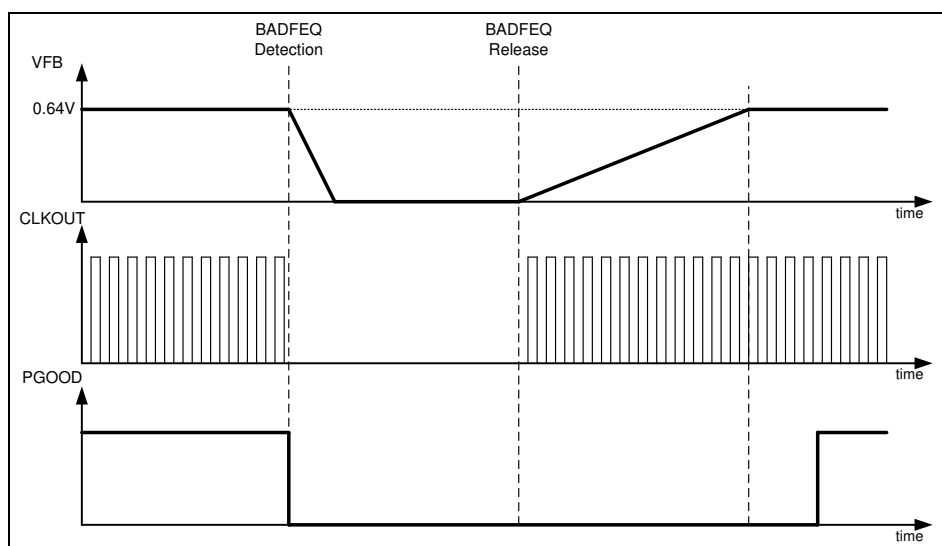 BADFEQ
Detection
BADFEQ
Release
VFB
0.64V
time
CLKOUT
time
PGOOD
time